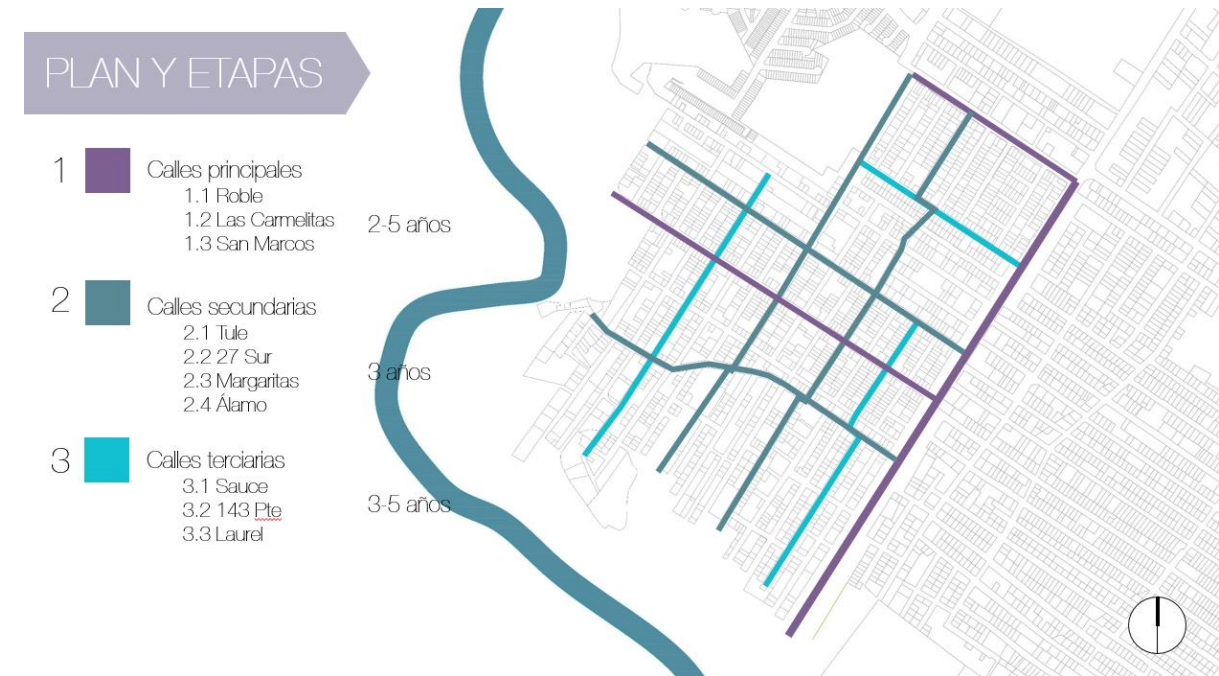 PLAN Y ETAPAS
1
Calles principales
1.1 Roble
1.2 Las Carmelitas
1.3 San Marcos
2-5 años
2
Calles secundarias
2.1 Tule
2.2 27 Sur
2.3 Margaritas
2.4 Álamo
3 años
3
Calles terciarias
3.1 Sauce
3.2 143 Pte
3.3 Laurel
3-5 años